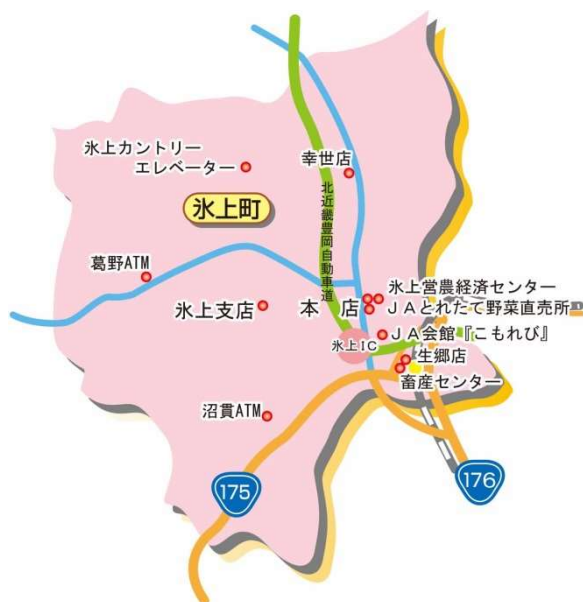 氷上カントリー
エレベーター
幸世店
氷上町
北近畿豊岡自動車道
葛野ATM
氷上営農経済センター
氷上支店
本店
JAとれたて野菜直売所
JA会館『こもれび』
氷上IC
生郷店
畜産センター
沼貫ATM
175
176